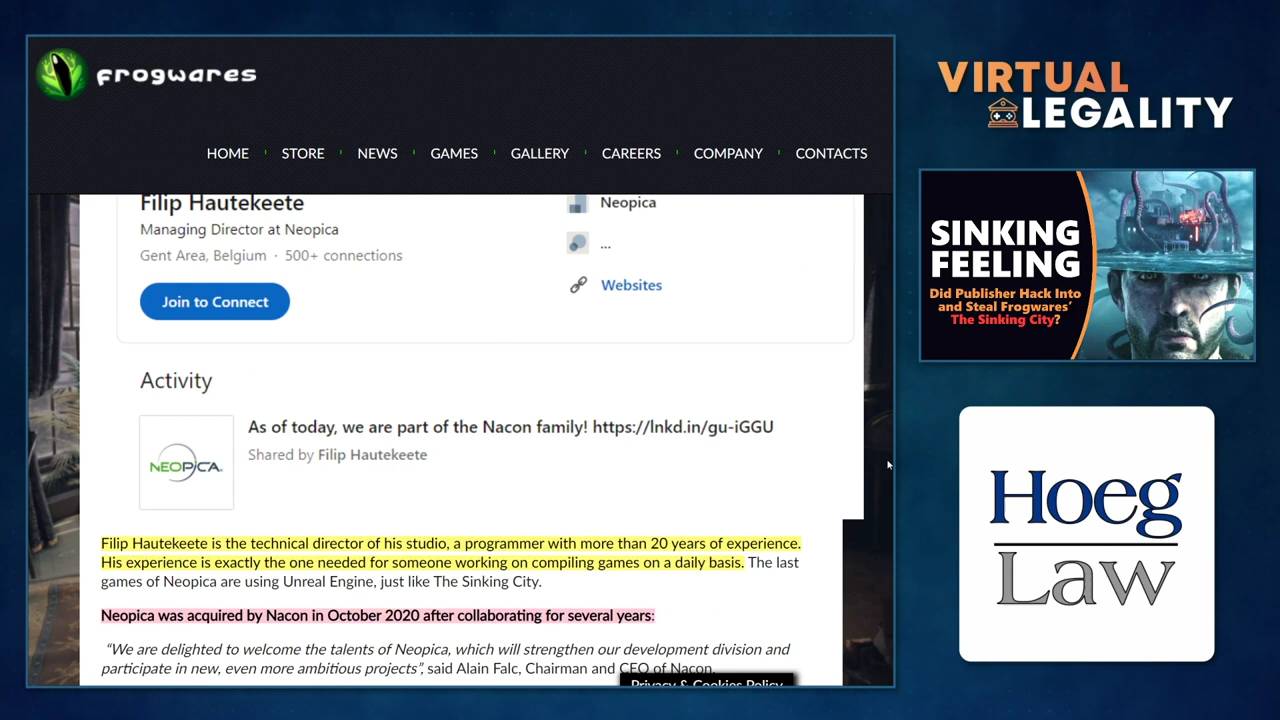 frogwares
HOME
STORE
NEWS
GAMES
GALLERY
CAREERS
COMPANY
CONTACTS
Filip Hautekeete
Managing Director at Neopica
Gent Area, Belgium · 500+ connections
Join to Connect
Neopica
...
Websites
Activity
NEOPICA
As of today, we are part of the Nacon family! https://lnkd.in/gu-iGGU
Shared by Filip Hautekeete
Filip Hautekeete is the technical director of his studio, a programmer with more than 20 years of experience.
His experience is exactly the one needed for someone working on compiling games on a daily basis. The last
games of Neopica are using Unreal Engine, just like The Sinking City.
Neopica was acquired by Nacon in October 2020 after collaborating for several years:
“We are delighted to welcome the talents of Neopica, which will strengthen our development division and
participate in new, even more ambitious projects”, said Alain Falc, Chairman and CEO of Nacon.
Privacy & Cookies Policy
VIRTUAL
LEGALITY
SINKING
FEELING
Did Publisher Hack Into
and Steal Frogwares’
The Sinking City?
Hoeg
Law